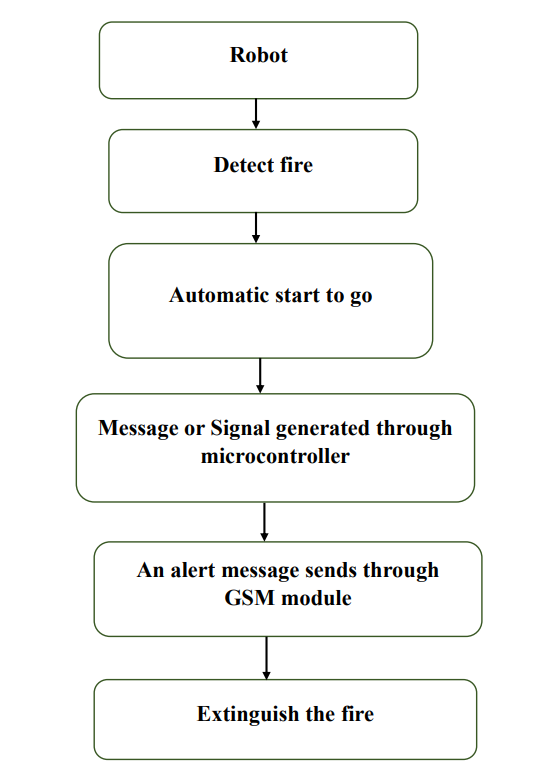 Robot
Detect fire
Automatic start to go
Message or Signal generated through
microcontroller
An alert message sends through
GSM module
Extinguish the fire